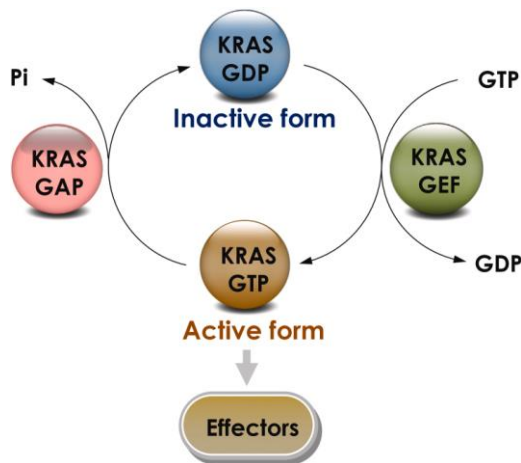 KRAS
GDP
Inactive form
Pi
GTP
KRAS
GAP
KRAS
GEF
GDP
KRAS
GTP
Active form
Effectors